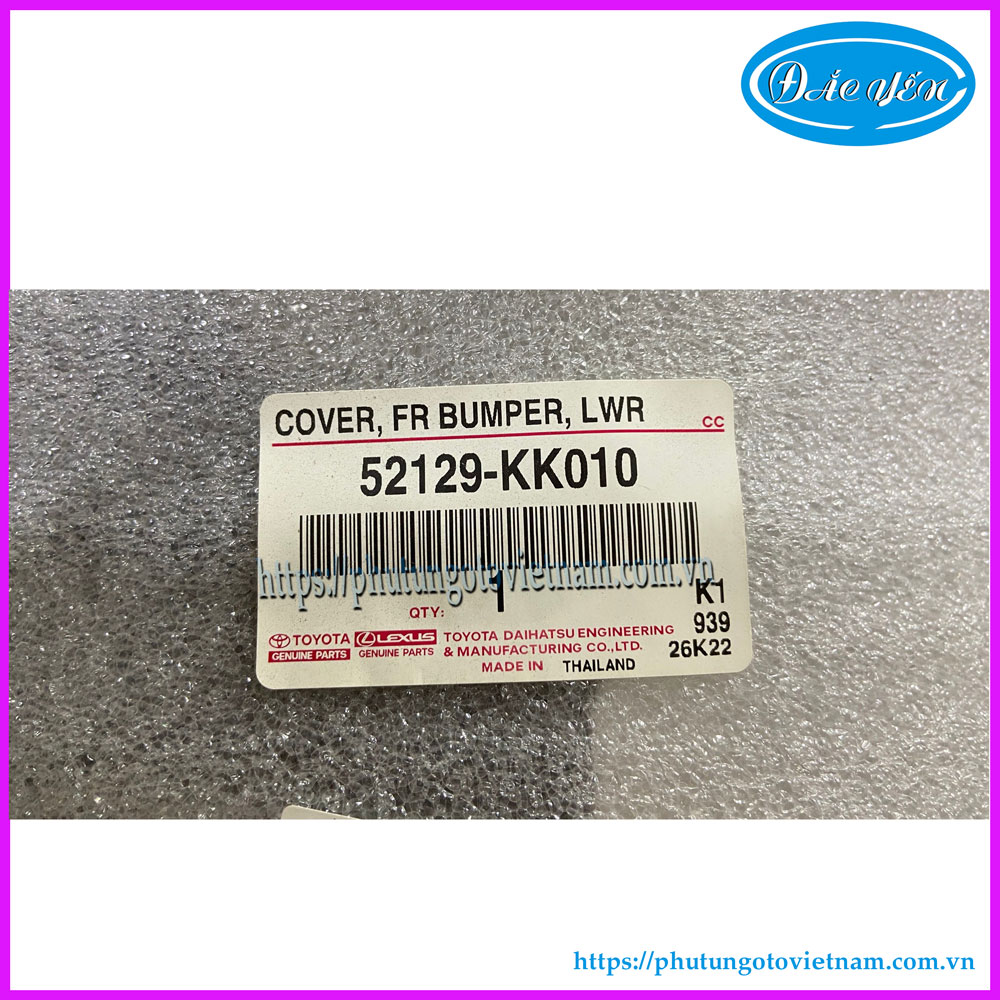 ĐẮC YẾN
COVER, FR BUMPER, LWR
CC
52129-KK010
https://phutungotovietnam.com.vn
QTY: 1
K1
939
26K22
TOYOTA
GENUINE PARTS
LEXUS
GENUINE PARTS
TOYOTA DAIHATSU ENGINEERING
& MANUFACTURING CO.,LTD.
MADE IN THAILAND
https://phutungotovietnam.com.vn